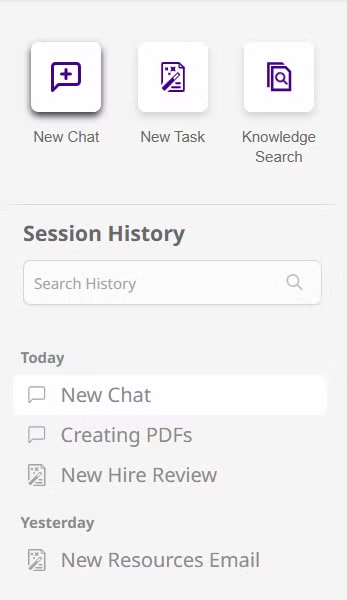 New Chat
New Task
Knowledge
Search
Session History
Search History
Today
New Chat
Creating PDFs
New Hire Review
Yesterday
New Resources Email